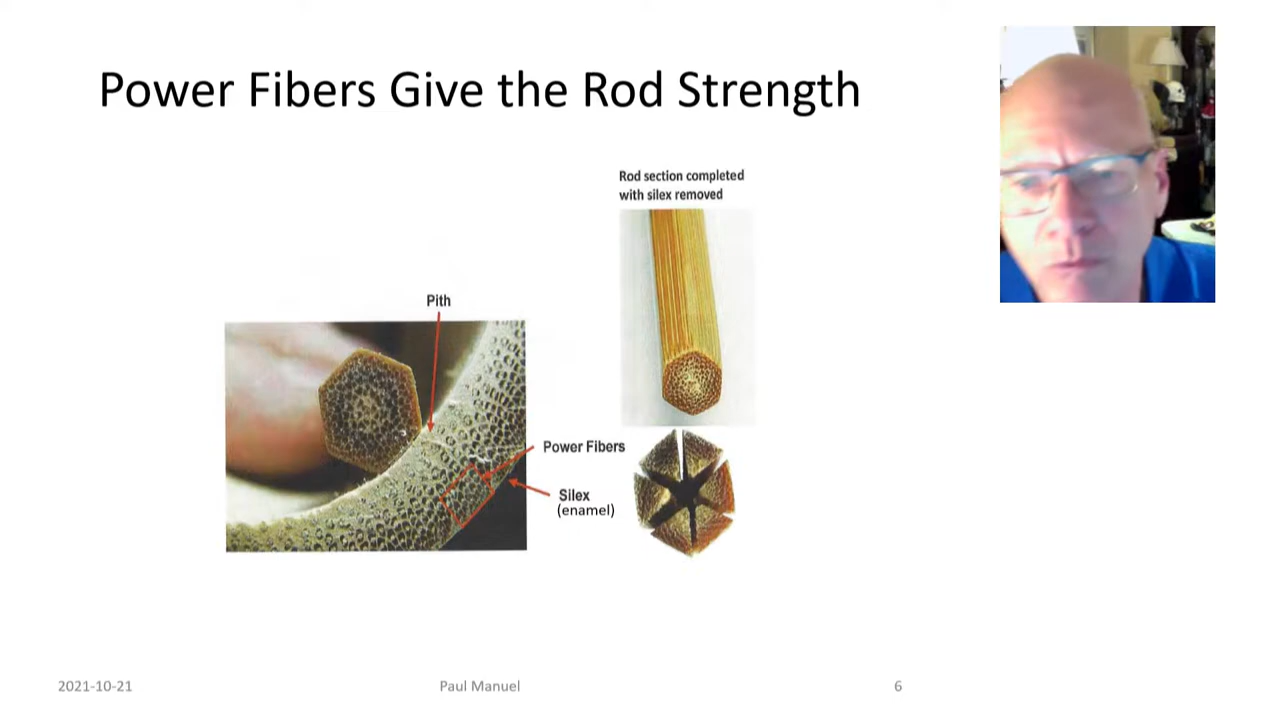 Power Fibers Give the Rod Strength
Rod section completed
with silex removed
Pith
Power Fibers
Silex
(enamel)
2021-10-21
Paul Manuel
6